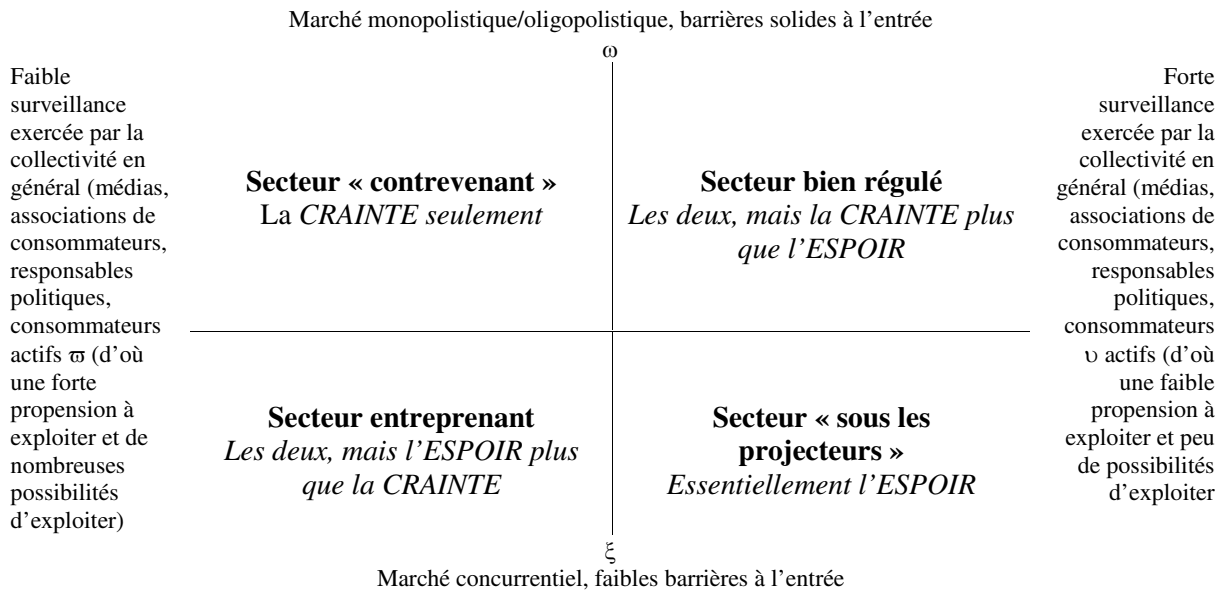 Marché monopolistique/oligopolistique, barrières solides à l’entrée
ω
Faible
surveillance
exercée par la
collectivité en
général (médias,
associations de
consommateurs,
responsables
politiques,
consommateurs
actifs ϖ (d’où
une forte
propension à
exploiter et de
nombreuses
possibilités
d’exploiter)
Secteur « contrevenant »
La CRAINTE seulement
Secteur bien régulé
Les deux, mais la CRAINTE plus
que l’ESPOIR
Forte
surveillance
exercée par la
collectivité en
général (médias,
associations de
consommateurs,
responsables
politiques,
consommateurs
υ actifs (d’où
une faible
propension à
exploiter et peu
de possibilités
d’exploiter
Secteur entreprenant
Les deux, mais l’ESPOIR plus
que la CRAINTE
Secteur « sous les
projecteurs »
Essentiellement l’ESPOIR
ξ
Marché concurrentiel, faibles barrières à l’entrée